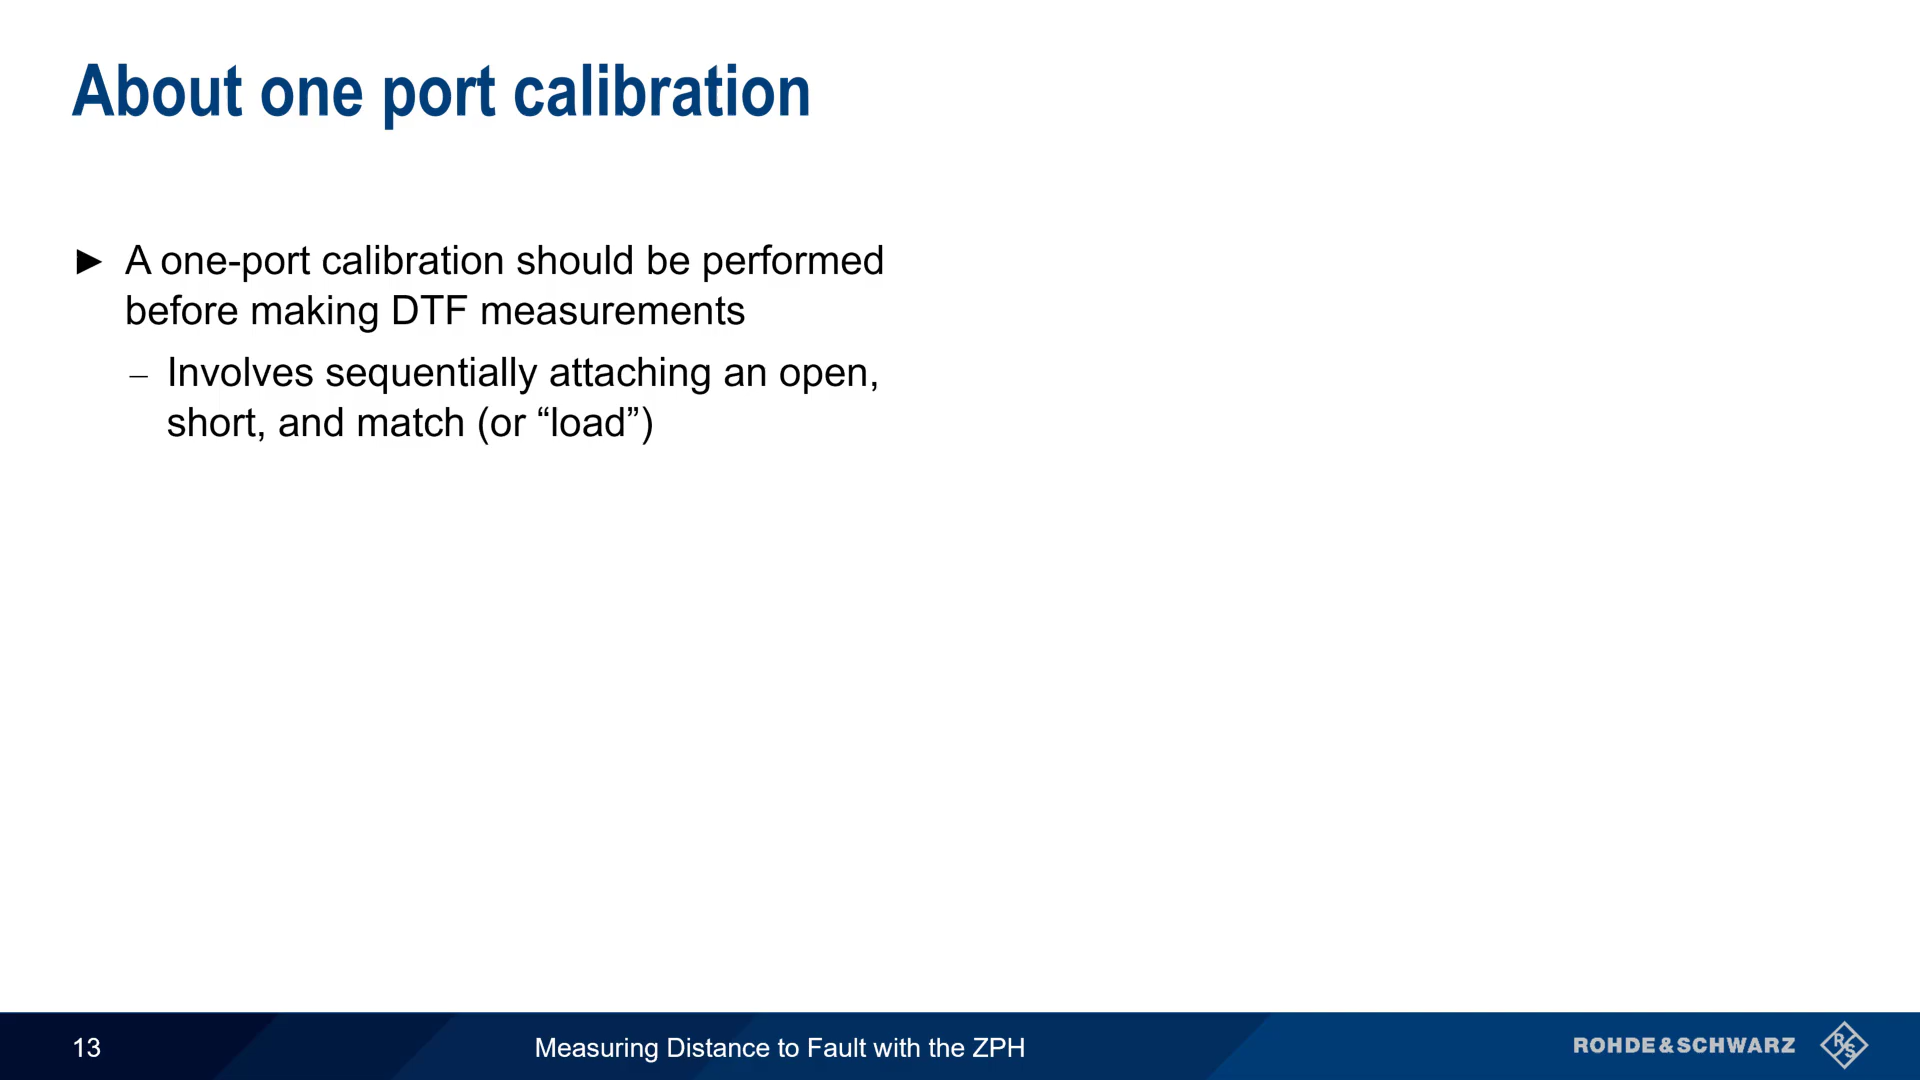 About one port calibration
► A one-port calibration should be performed
before making DTF measurements
– Involves sequentially attaching an open,
short, and match (or “load”)
13
Measuring Distance to Fault with the ZPH
ROHDE&SCHWARZ
R&S